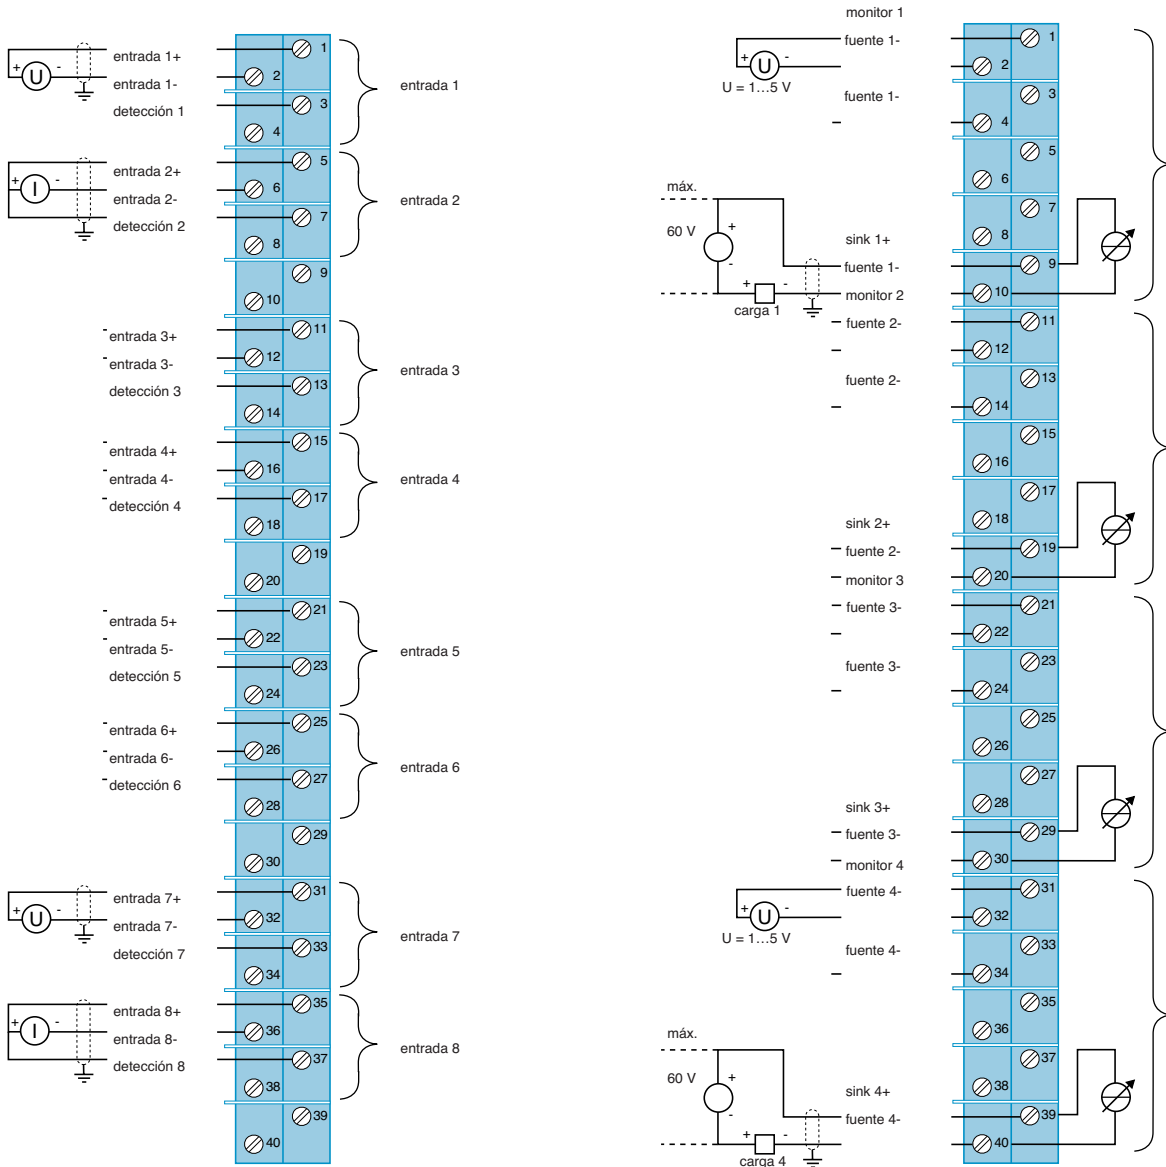 + U -
entrada 1+
entrada 1-
detección 1
1
2
3
4
entrada 1
+ I -
entrada 2+
entrada 2-
detección 2
5
6
7
8
entrada 2
9
10
entrada 3+
entrada 3-
detección 3
11
12
13
14
entrada 3
entrada 4+
entrada 4-
detección 4
15
16
17
18
entrada 4
19
20
entrada 5+
entrada 5-
detección 5
21
22
23
24
entrada 5
entrada 6+
entrada 6-
detección 6
25
26
27
28
entrada 6
29
30
+ U -
entrada 7+
entrada 7-
detección 7
31
32
33
34
entrada 7
+ I -
entrada 8+
entrada 8-
detección 8
35
36
37
38
entrada 8
39
40
monitor 1
fuente 1-
+ U -
U = 1...5 V
fuente 1-
1
2
3
4
5
6
7
8
máx.
60 V
+
-
sink 1+
fuente 1-
monitor 2
+ -
carga 1
9
10
fuente 2-
fuente 2-
11
12
13
14
15
16
17
18
sink 2+
fuente 2-
monitor 3
19
20
fuente 3-
fuente 3-
21
22
23
24
25
26
27
28
sink 3+
fuente 3-
monitor 4
29
30
fuente 4-
+ U -
U = 1...5 V
fuente 4-
31
32
33
34
35
36
37
38
máx.
60 V
+
-
sink 4+
fuente 4-
+ -
carga 4
39
40